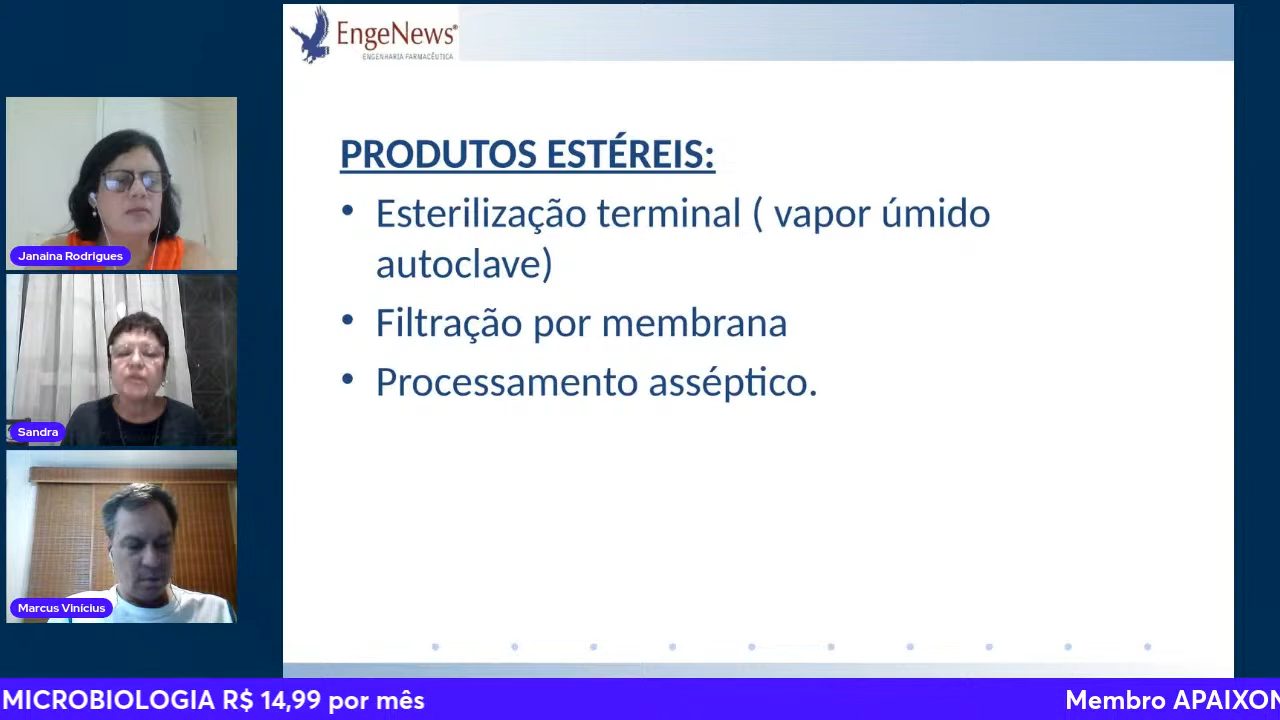 EngeNews®
ENGENHARIA FARMACÊUTICA
PRODUTOS ESTÉREIS:
• Esterilização terminal ( vapor úmido
autoclave)
• Filtração por membrana
• Processamento asséptico.
Janaina Rodrigues
Sandra
Marcus Vinícius
MICROBIOLOGIA R$ 14,99 por mês
Membro APAIXON